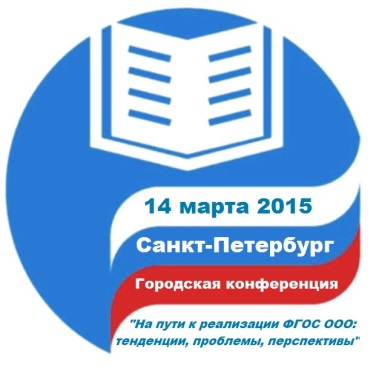 14 марта 2015
Санкт-Петербург
Городская конференция
"На пути к реализации ФГОС ООО:
тенденции, проблемы, перспективы"